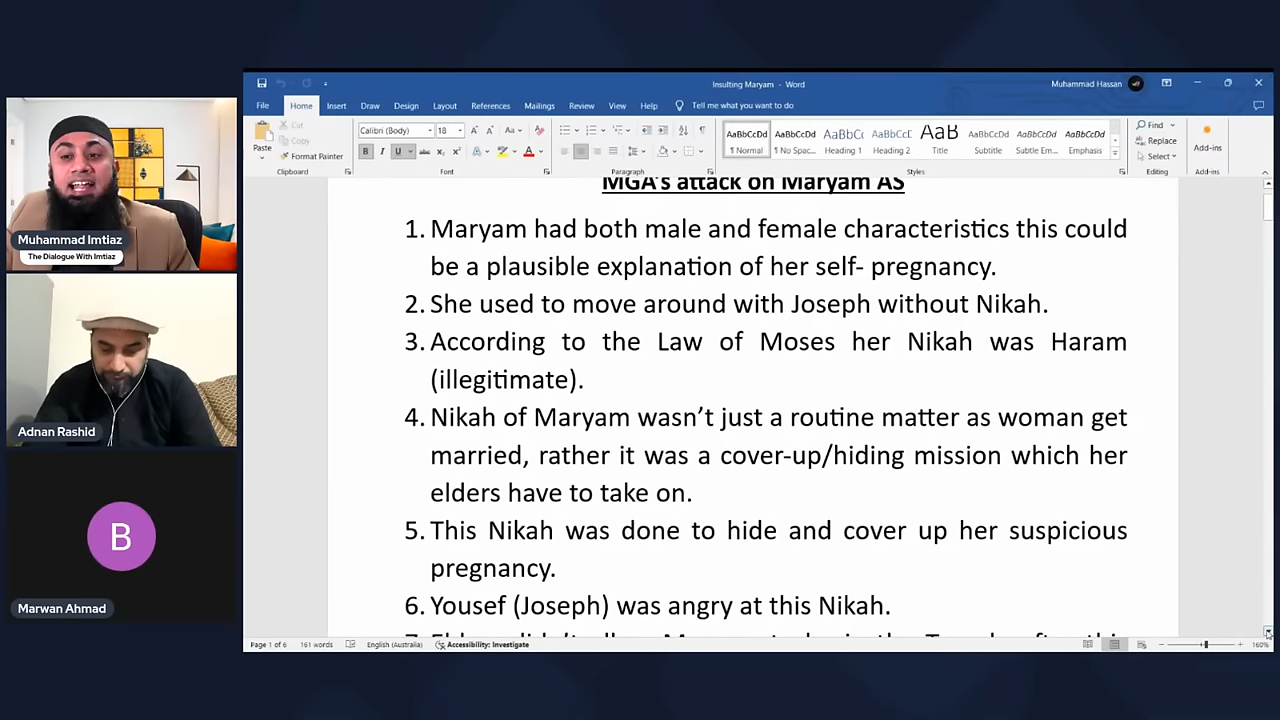 Insulting Maryam - Word
Muhammad Hassan
File Home Insert Draw Design Layout References Mailings Review View Help Tell me what you want to do
Paste
Cut
Copy
Format Painter
Clipboard
Calibri (Body) 18
Font
Paragraph
AaBbCcDd AaBbCcDd AaBbCc AaBbCcC AaB AaBbCcD AaBbCcDd AaBbCcDd
¶ Normal ¶ No Spac... Heading 1 Heading 2 Title Subtitle Subtle Em... Emphasis
Styles
Find
Replace
Select
Editing
Add-ins
Add-ins
MGA's attack on Maryam AS
1. Maryam had both male and female characteristics this could
be a plausible explanation of her self- pregnancy.
2. She used to move around with Joseph without Nikah.
3. According to the Law of Moses her Nikah was Haram
(illegitimate).
4. Nikah of Maryam wasn't just a routine matter as woman get
married, rather it was a cover-up/hiding mission which her
elders have to take on.
5. This Nikah was done to hide and cover up her suspicious
pregnancy.
6. Yousef (Joseph) was angry at this Nikah.
Page 1 of 6 161 words English (Australia) Accessibility: Investigate 160%
Muhammad Imtiaz
The Dialogue With Imtiaz
Adnan Rashid
B
Marwan Ahmad